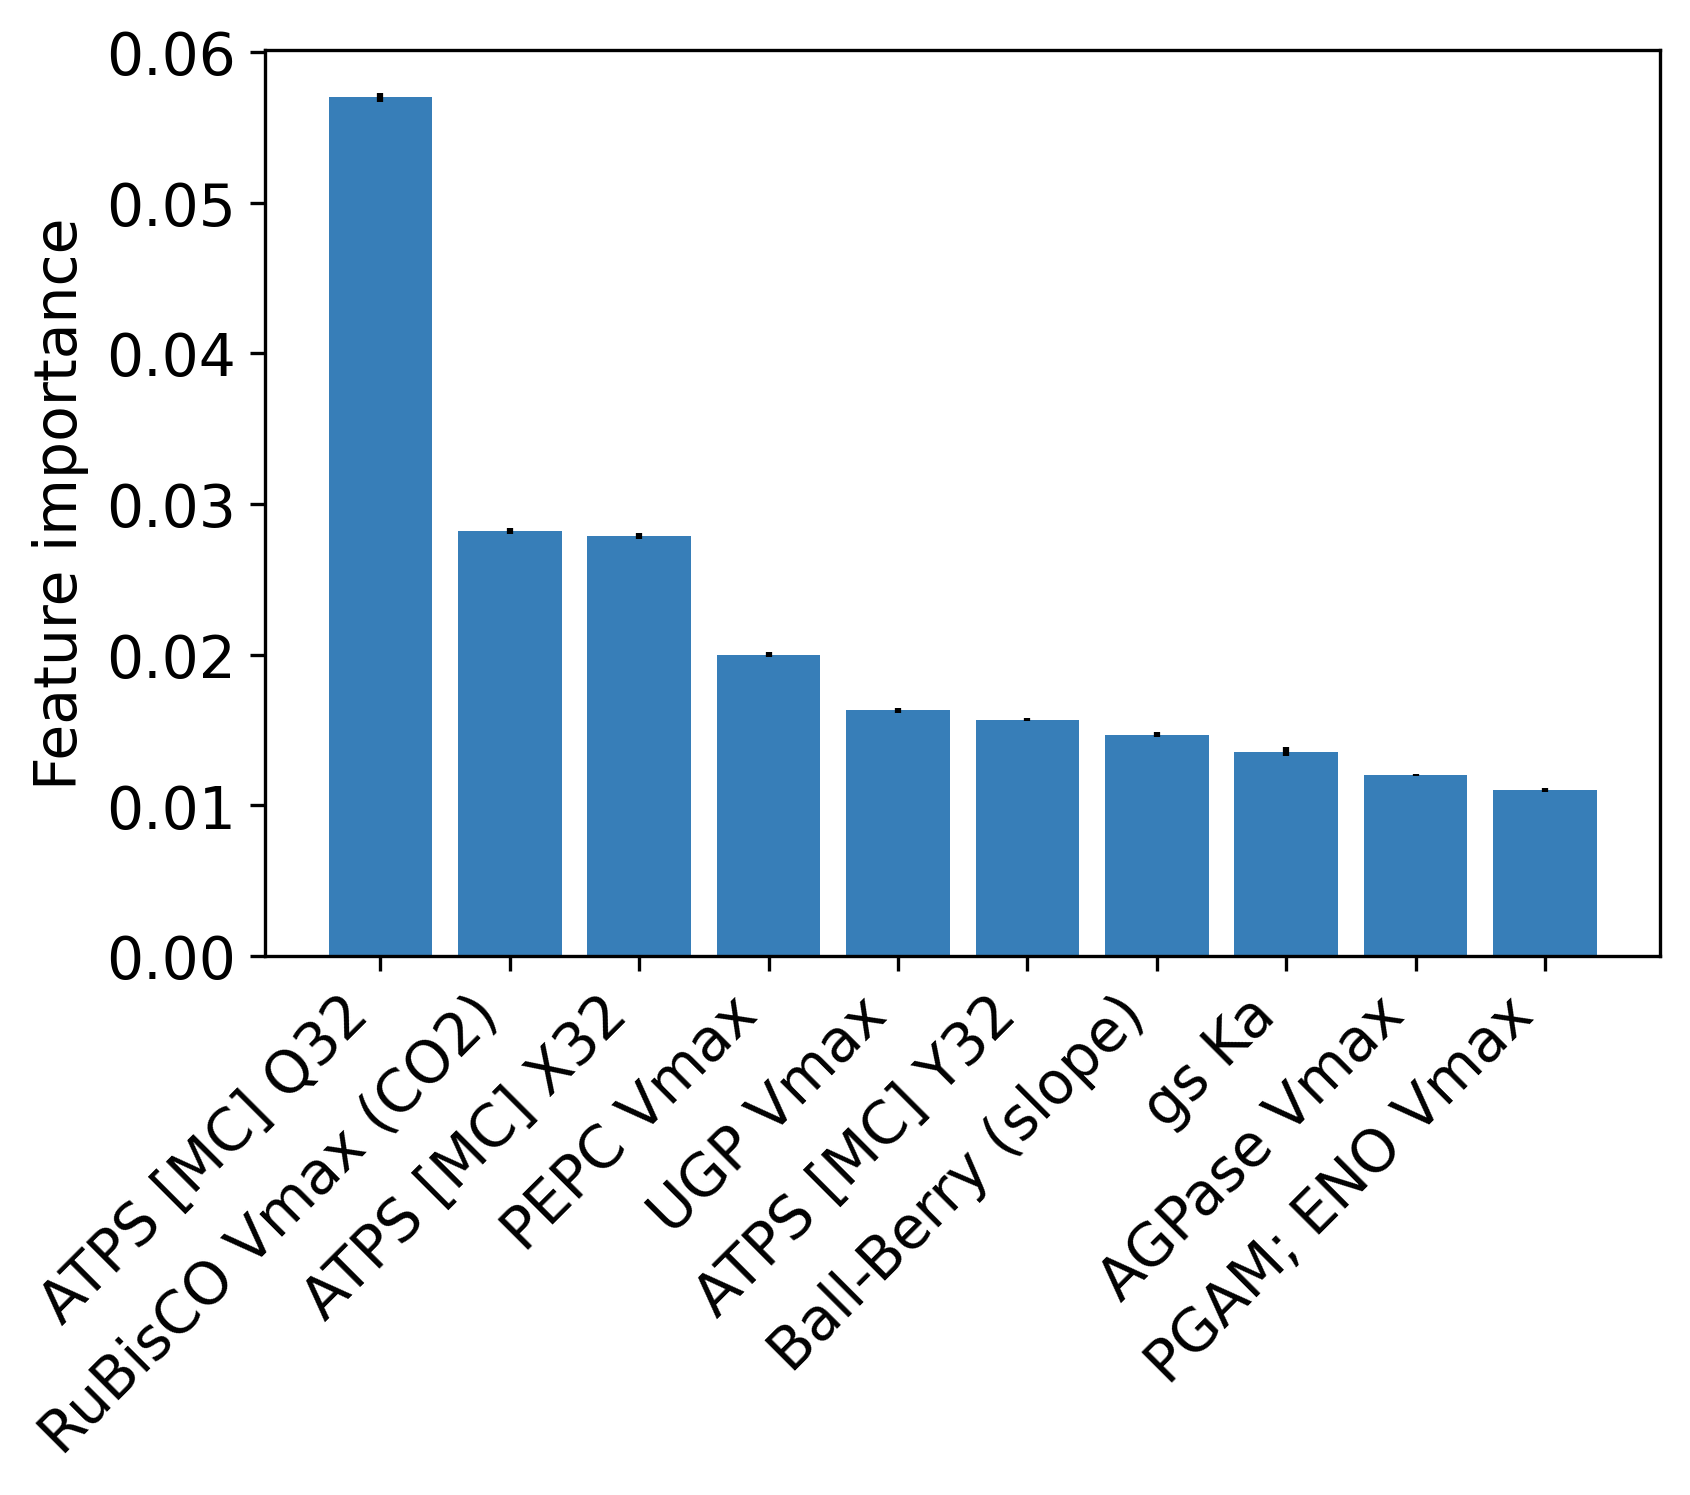 0.06
0.05
0.04
0.03
0.02
0.01
0.00
Feature importance
ATPS [MC] Q32
RuBisCO Vmax (CO2)
ATPS [MC] X32
PEPC Vmax
UGP Vmax
ATPS [MC] Y32
Ball-Berry (slope)
gs Ka
AGPase Vmax
PGAM; ENO Vmax